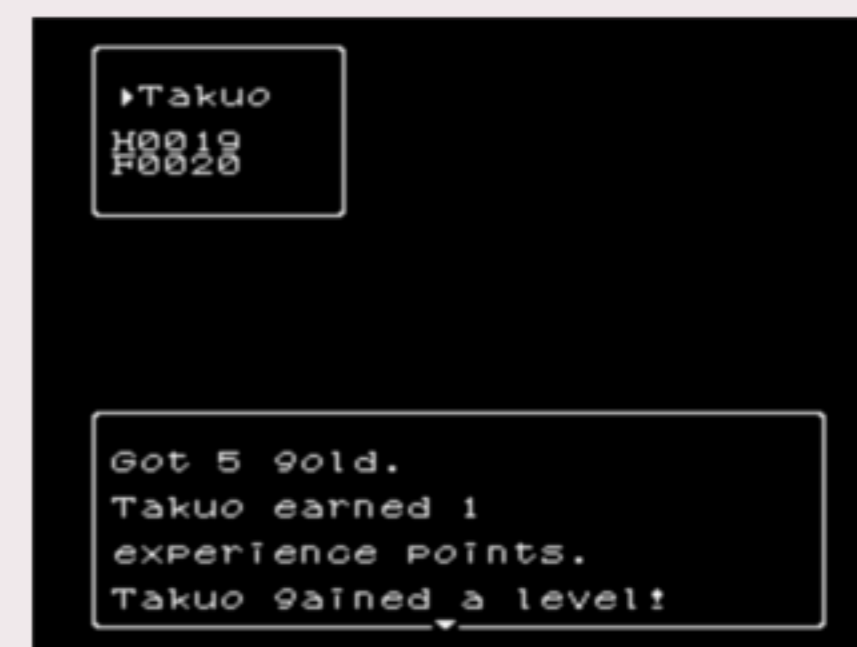 ▶Takuo
H0019
F0020
Got 5 gold.
Takuo earned 1
experience points.
Takuo gained a level!